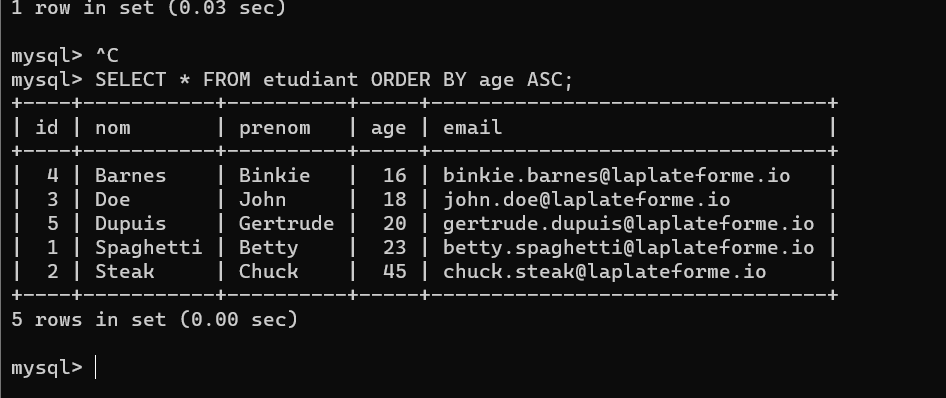 1 row in set (0.03 sec)
mysql> ^C
mysql> SELECT * FROM etudiant ORDER BY age ASC;
+----+-----------+----------+-----+---------------------------------+
| id | nom       | prenom   | age | email                           |
+----+-----------+----------+-----+---------------------------------+
|  4 | Barnes    | Binkie   |  16 | binkie.barnes@laplateforme.io   |
|  3 | Doe       | John     |  18 | john.doe@laplateforme.io        |
|  5 | Dupuis    | Gertrude |  20 | gertrude.dupuis@laplateforme.io |
|  1 | Spaghetti | Betty    |  23 | betty.spaghetti@laplateforme.io |
|  2 | Steak     | Chuck    |  45 | chuck.steak@laplateforme.io     |
+----+-----------+----------+-----+---------------------------------+
5 rows in set (0.00 sec)
mysql>